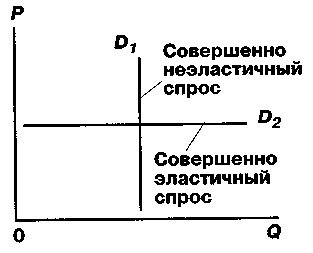 P
D1
Совершенно
неэластичный
спрос
D2
Совершенно
эластичный
спрос
0
Q